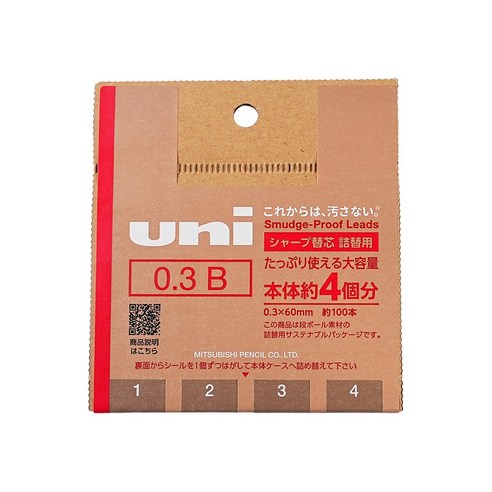 uni
これからは、汚さない。
Smudge-Proof Leads
シャープ替芯 詰替用
0.3 B
たっぷり使える大容量
本体約4個分
0.3×60mm 約100本
この商品は段ボール素材の
詰替用サステナブルパッケージです。
商品説明
はこちら
MITSUBISHI PENCIL CO., LTD.
裏面からシールを1個ずつはがして本体ケースへ詰め替えて下さい
1 2 3 4